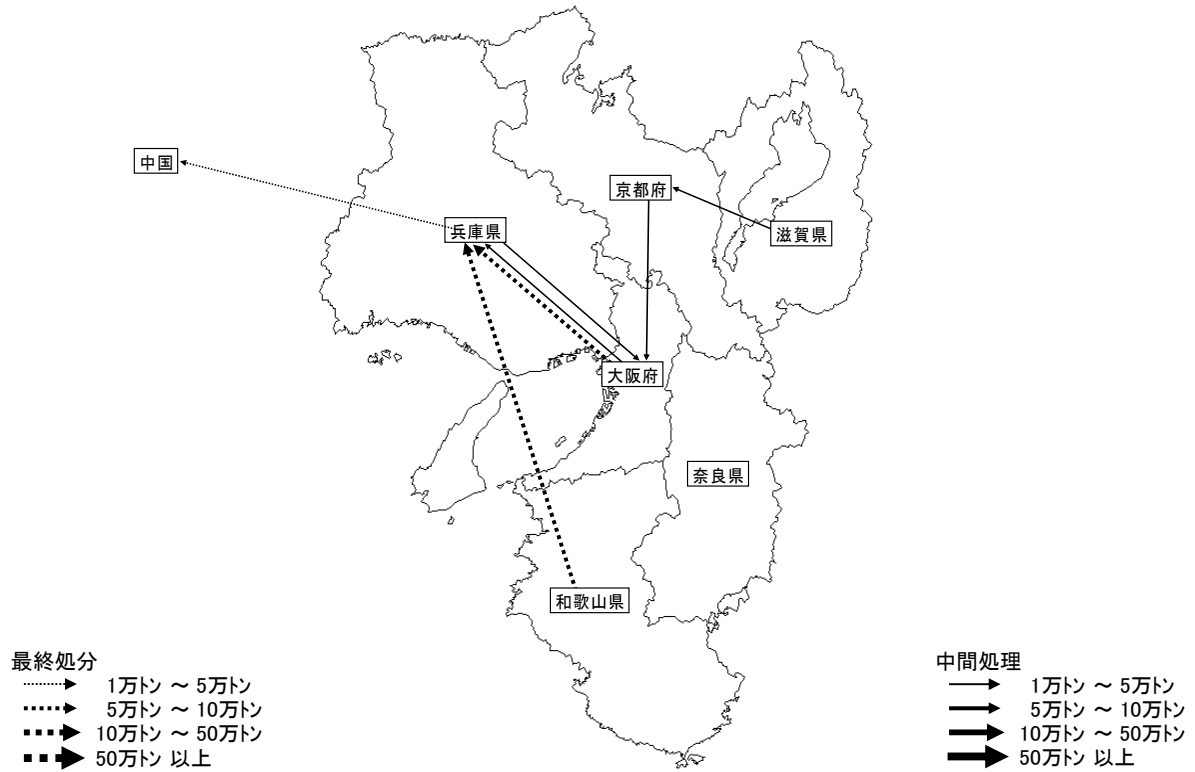 中国
京都府
兵庫県
滋賀県
大阪府
奈良県
和歌山県
最終処分
1万トン ～ 5万トン
5万トン ～ 10万トン
10万トン ～ 50万トン
50万トン 以上
中間処理
1万トン ～ 5万トン
5万トン ～ 10万トン
10万トン ～ 50万トン
50万トン 以上